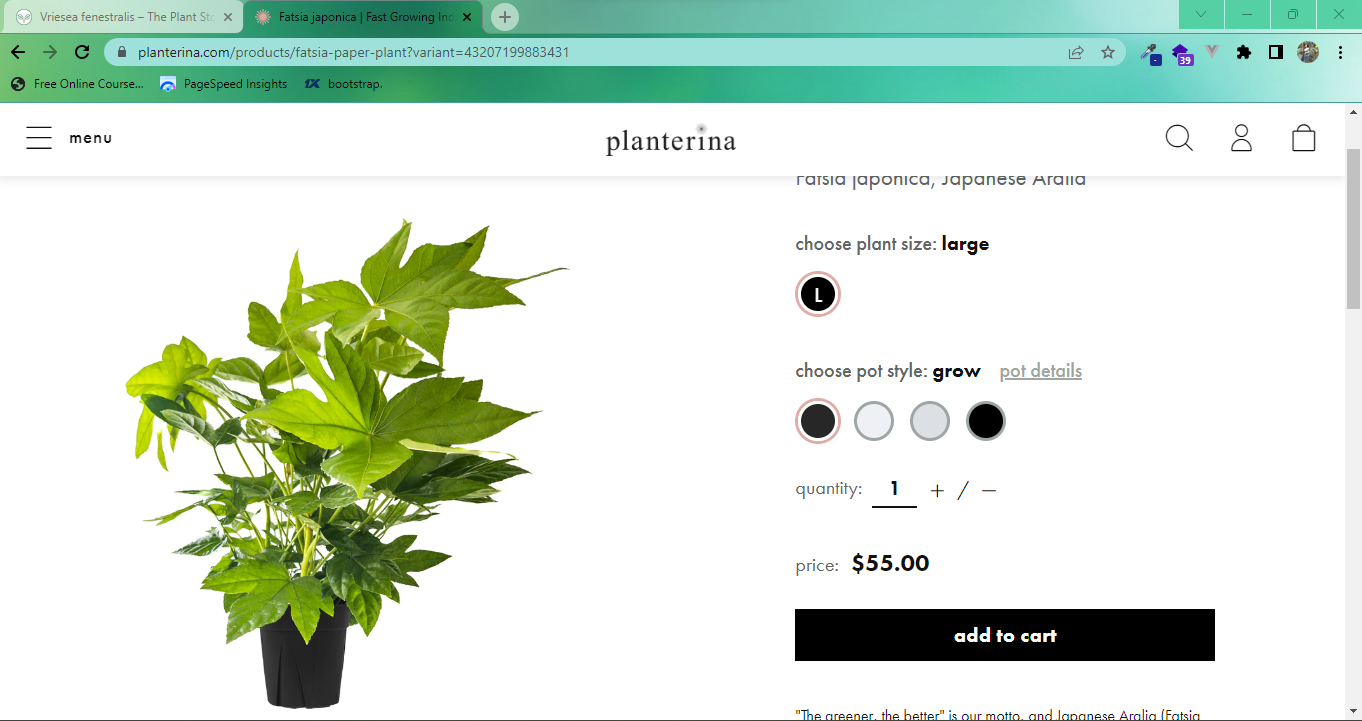 Vriesea fenestralis – The Plant Sto
Fatsia japonica | Fast Growing Ind
planterina.com/products/fatsia-paper-plant?variant=43207199883431
39
Free Online Course...
PageSpeed Insights
bootstrap.
menu
planterina
Fatsia japonica, Japanese Aralia
choose plant size: large
L
choose pot style: grow pot details
quantity: 1 + / −
price: $55.00
add to cart
"The greener, the better" is our motto, and Japanese Aralia (Fatsia